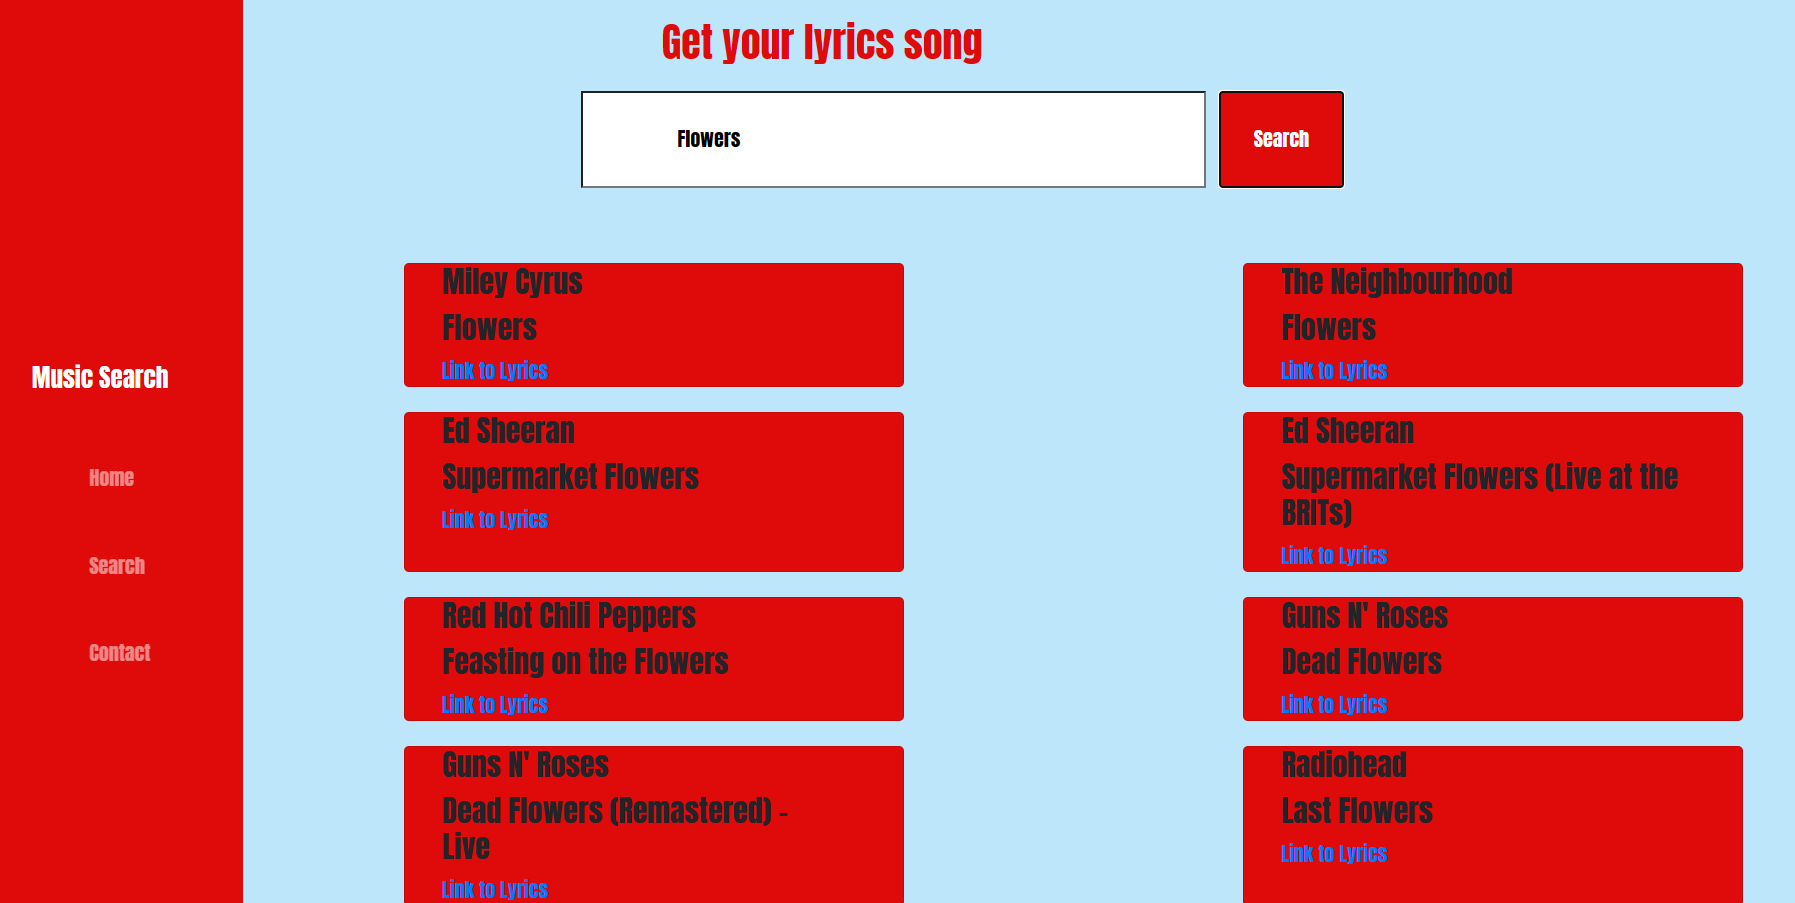 Get your lyrics song
Flowers
Search
Music Search
Home
Search
Contact
Miley Cyrus
Flowers
Link to Lyrics
The Neighbourhood
Flowers
Link to Lyrics
Ed Sheeran
Supermarket Flowers
Link to Lyrics
Ed Sheeran
Supermarket Flowers (Live at the
BRITs)
Link to Lyrics
Red Hot Chili Peppers
Feasting on the Flowers
Link to Lyrics
Guns N' Roses
Dead Flowers
Link to Lyrics
Guns N' Roses
Dead Flowers (Remastered) -
Live
Link to Lyrics
Radiohead
Last Flowers
Link to Lyrics